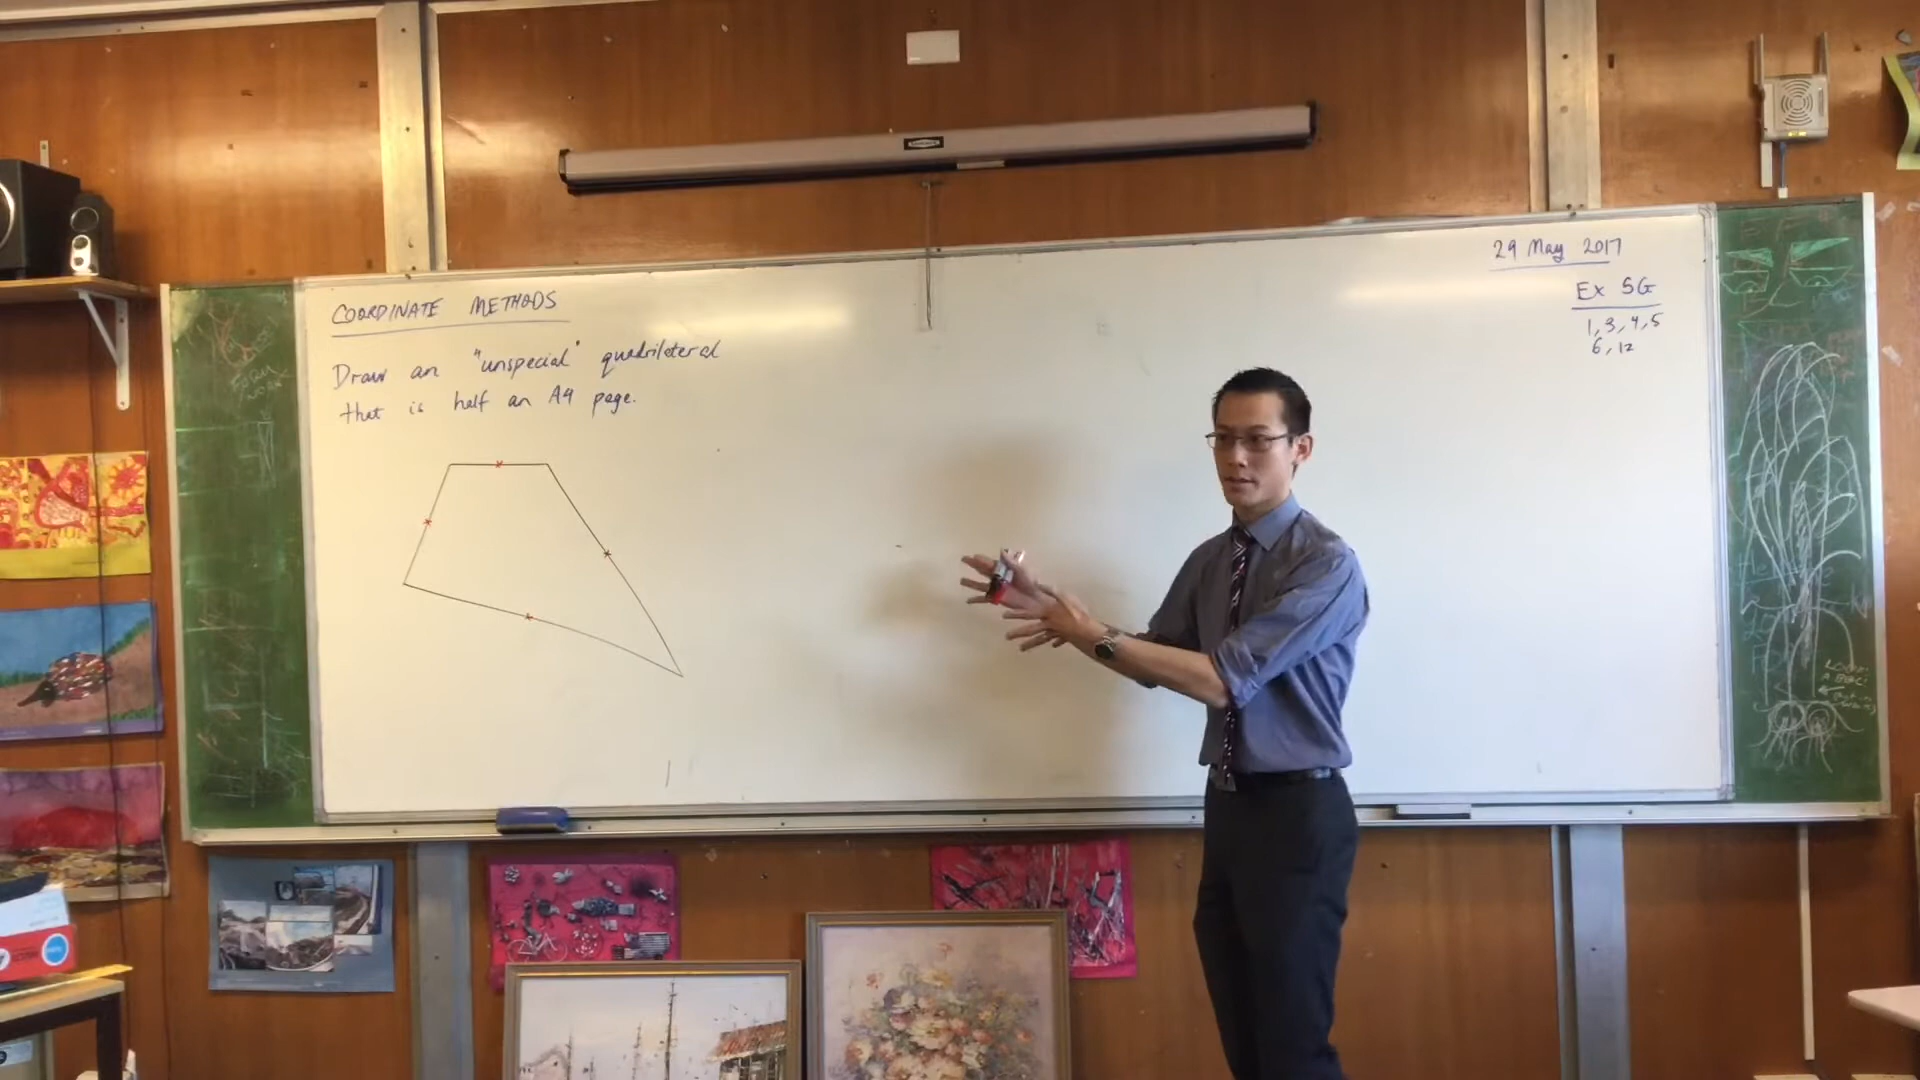 COORDINATE METHODS
Draw an "unspecial" quadrilateral
that is half an A4 page.
29 May 2017
Ex 5G
1, 3, 4, 5
6, 12